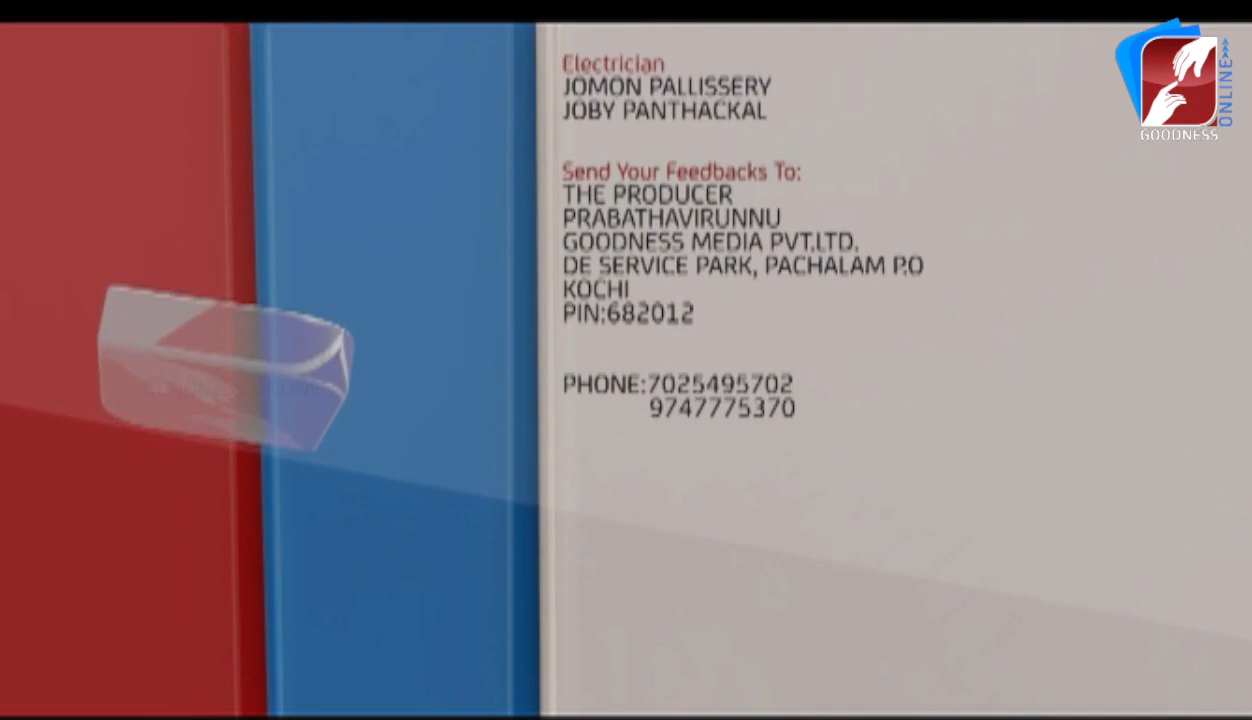 Electrician
JOMON PALLISSERY
JOBY PANTHACKAL
Send Your Feedbacks To:
THE PRODUCER
PRABATHAVIRUNNU
GOODNESS MEDIA PVT.LTD.
DE SERVICE PARK, PACHALAM P.O
KOCHI
PIN:682012
PHONE:7025495702
9747775370
GOODNESS
ONLINE